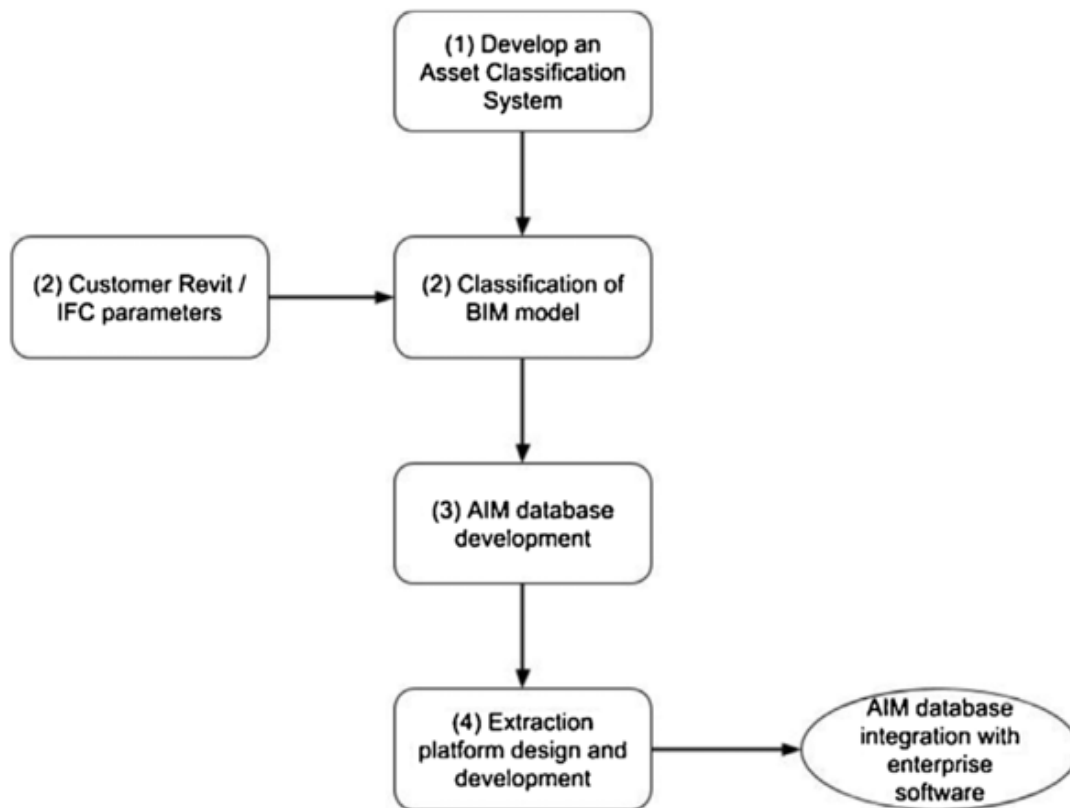 (1) Develop an
Asset Classification
System
(2) Customer Revit /
IFC parameters
(2) Classification of
BIM model
(3) AIM database
development
(4) Extraction
platform design and
development
AIM database
integration with
enterprise
software